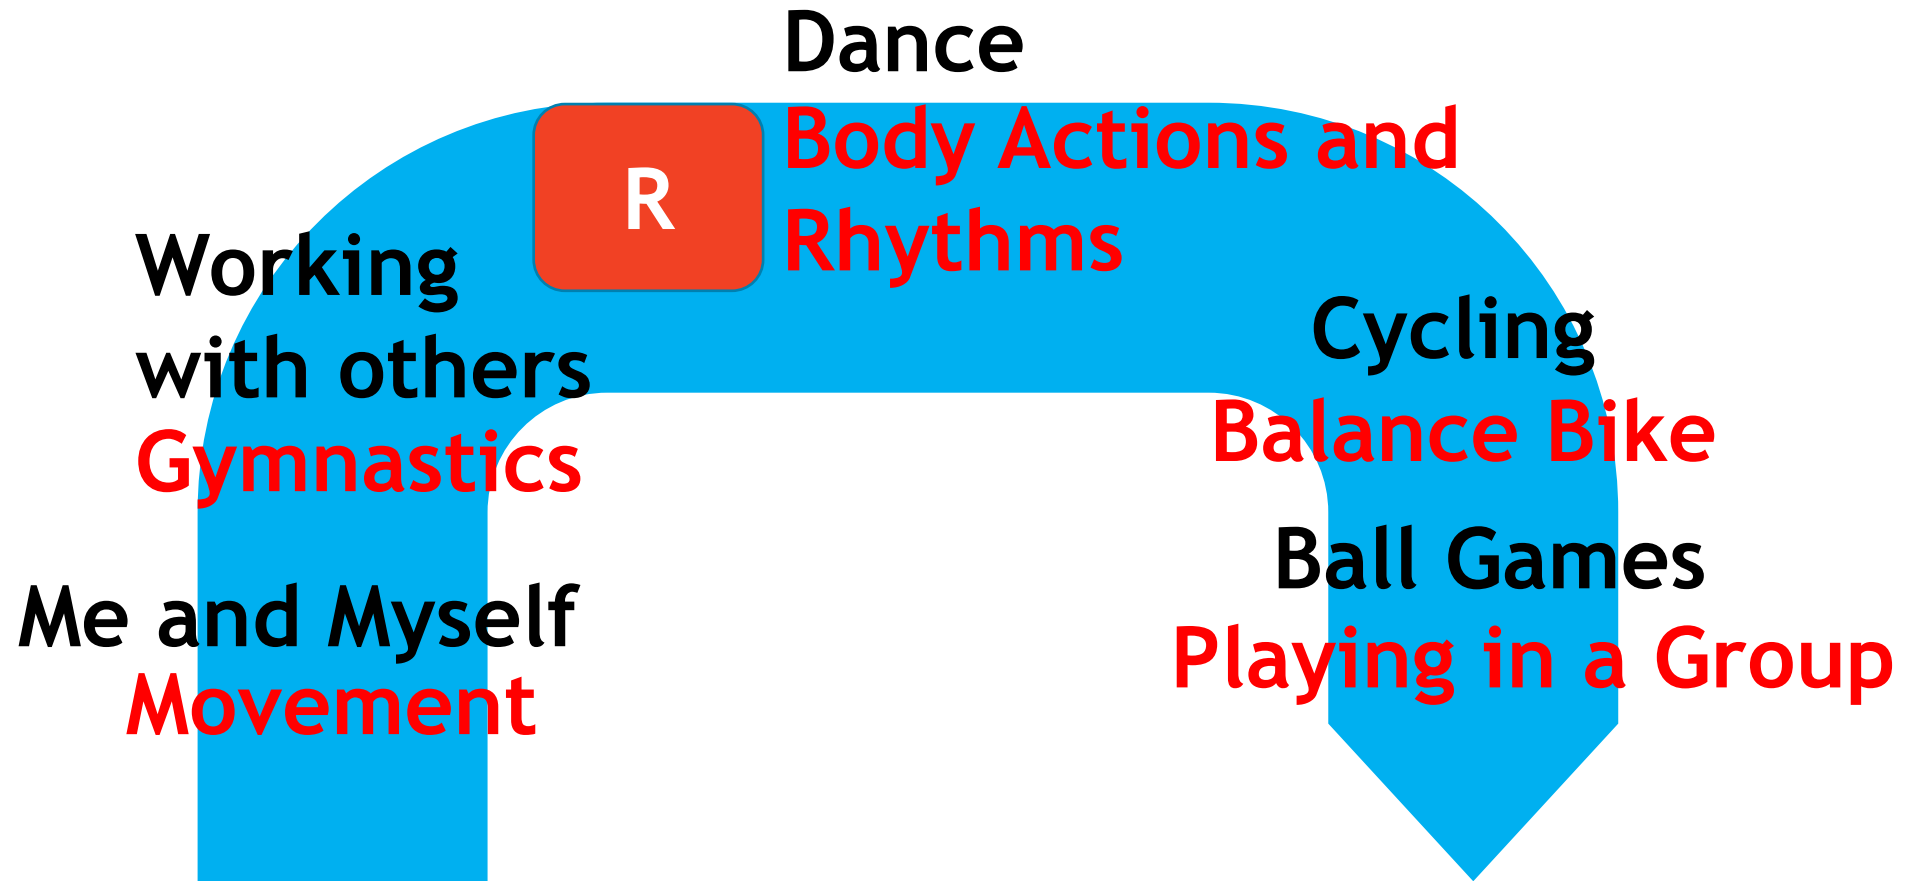 Dance
Body Actions and
Rhythms
R
Working
with others
Gymnastics
Me and Myself
Movement
Cycling
Balance Bike
Ball Games
Playing in a Group